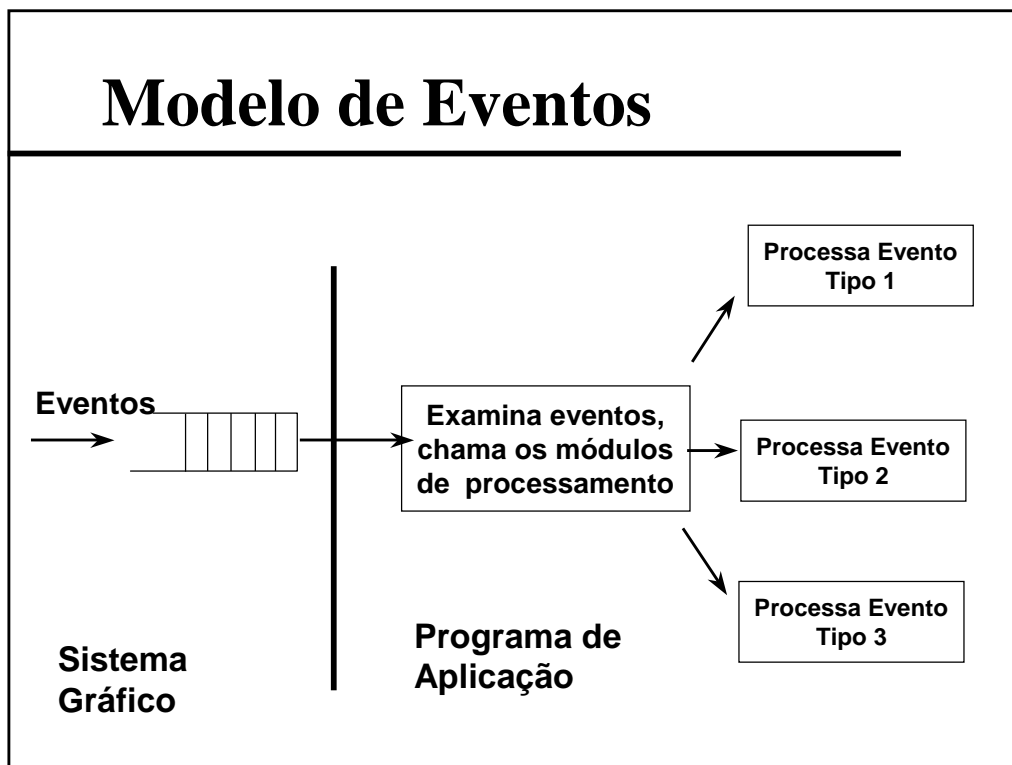 Modelo de Eventos
Processa Evento
Tipo 1
Eventos
Examina eventos,
chama os módulos
de processamento
Processa Evento
Tipo 2
Processa Evento
Tipo 3
Programa de
Aplicação
Sistema
Gráfico